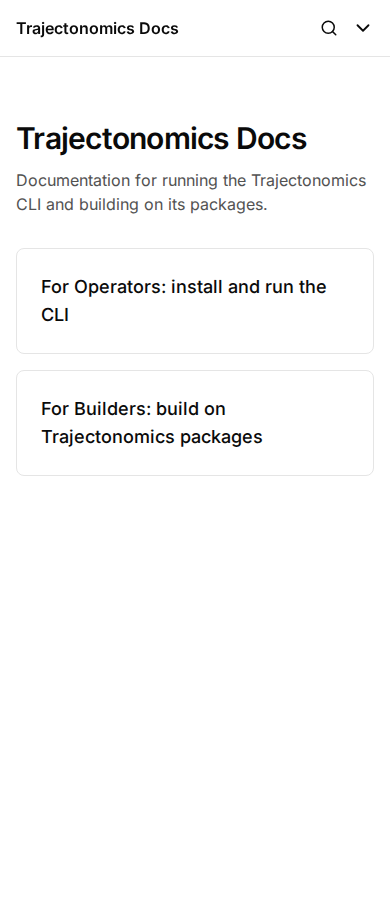 Trajectonomics Docs
Trajectonomics Docs
Documentation for running the Trajectonomics
CLI and building on its packages.
For Operators: install and run the
CLI
For Builders: build on
Trajectonomics packages